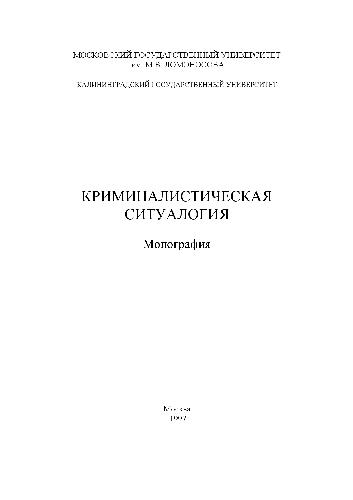 МОСКОВСКИЙ ГОСУДАРСТВЕННЫЙ УНИВЕРСИТЕТ
им. М.В. ЛОМОНОСОВА
КАЛИНИНГРАДСКИЙ ГОСУДАРСТВЕННЫЙ УНИВЕРСИТЕТ
КРИМИНАЛИСТИЧЕСКАЯ
СИТУАЛОГИЯ
Монография
Москва